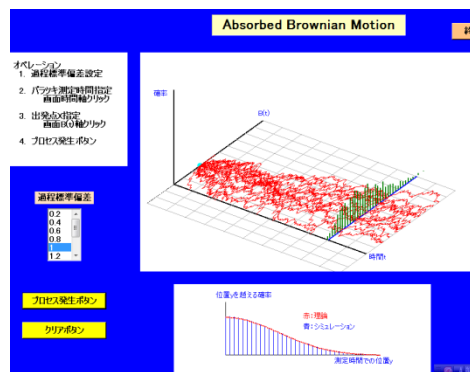 Absorbed Brownian Motion
オペレーション
1. 過程標準偏差設定
2. バラツキ測定時間指定
画面時間軸クリック
3. 出発点X指定
画面B(t)軸クリック
4. プロセス発生ボタン
確率
B(t)
時間t
過程標準偏差
0.2
0.4
0.6
0.8
1
1.2
プロセス発生ボタン
クリアボタン
位置yを超える確率
赤:理論
青:シミュレーション
測定時間での位置y